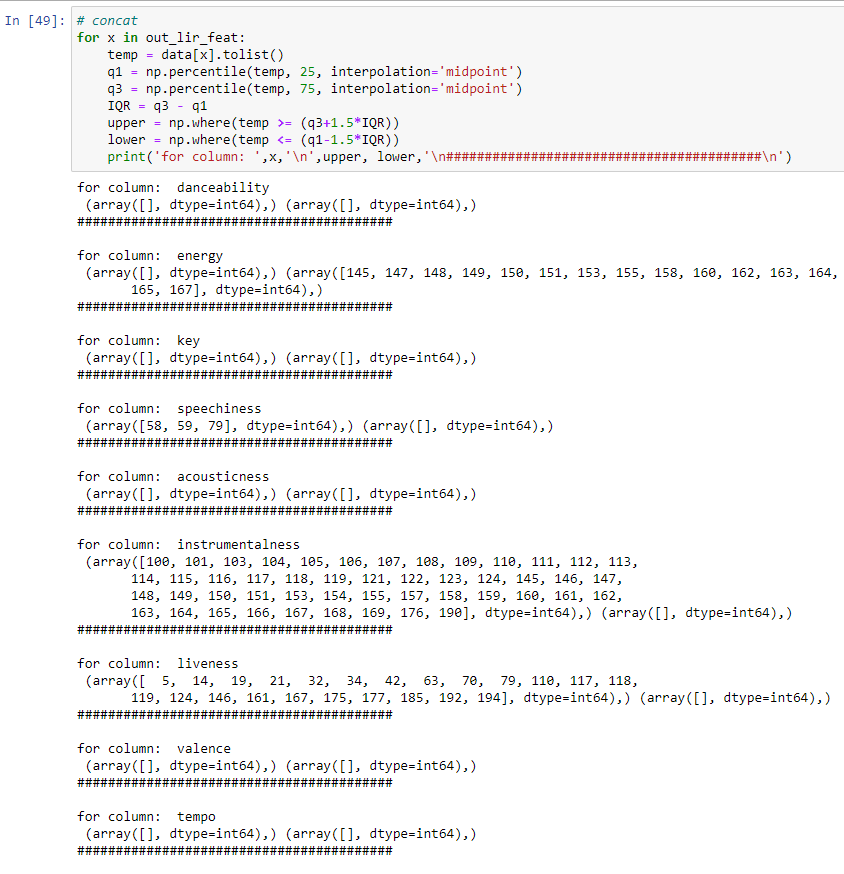 In [49]: # concat
for x in out_lir_feat:
    temp = data[x].tolist()
    q1 = np.percentile(temp, 25, interpolation='midpoint')
    q3 = np.percentile(temp, 75, interpolation='midpoint')
    IQR = q3 - q1
    upper = np.where(temp >= (q3+1.5*IQR))
    lower = np.where(temp <= (q1-1.5*IQR))
    print('for column: ',x,'\n',upper, lower,'\n#########################################\n')
for column:  danceability
 (array([], dtype=int64),) (array([], dtype=int64),)
#########################################
for column:  energy
 (array([], dtype=int64),) (array([145, 147, 148, 149, 150, 151, 153, 155, 158, 160, 162, 163, 164,
       165, 167], dtype=int64),)
#########################################
for column:  key
 (array([], dtype=int64),) (array([], dtype=int64),)
#########################################
for column:  speechiness
 (array([58, 59, 79], dtype=int64),) (array([], dtype=int64),)
#########################################
for column:  acousticness
 (array([], dtype=int64),) (array([], dtype=int64),)
#########################################
for column:  instrumentalness
 (array([100, 101, 103, 104, 105, 106, 107, 108, 109, 110, 111, 112, 113,
       114, 115, 116, 117, 118, 119, 121, 122, 123, 124, 145, 146, 147,
       148, 149, 150, 151, 153, 154, 155, 157, 158, 159, 160, 161, 162,
       163, 164, 165, 166, 167, 168, 169, 176, 190], dtype=int64),) (array([], dtype=int64),)
#########################################
for column:  liveness
 (array([  5,  14,  19,  21,  32,  34,  42,  63,  70,  79, 110, 117, 118,
       119, 124, 146, 161, 167, 175, 177, 185, 192, 194], dtype=int64),) (array([], dtype=int64),)
#########################################
for column:  valence
 (array([], dtype=int64),) (array([], dtype=int64),)
#########################################
for column:  tempo
 (array([], dtype=int64),) (array([], dtype=int64),)
#########################################